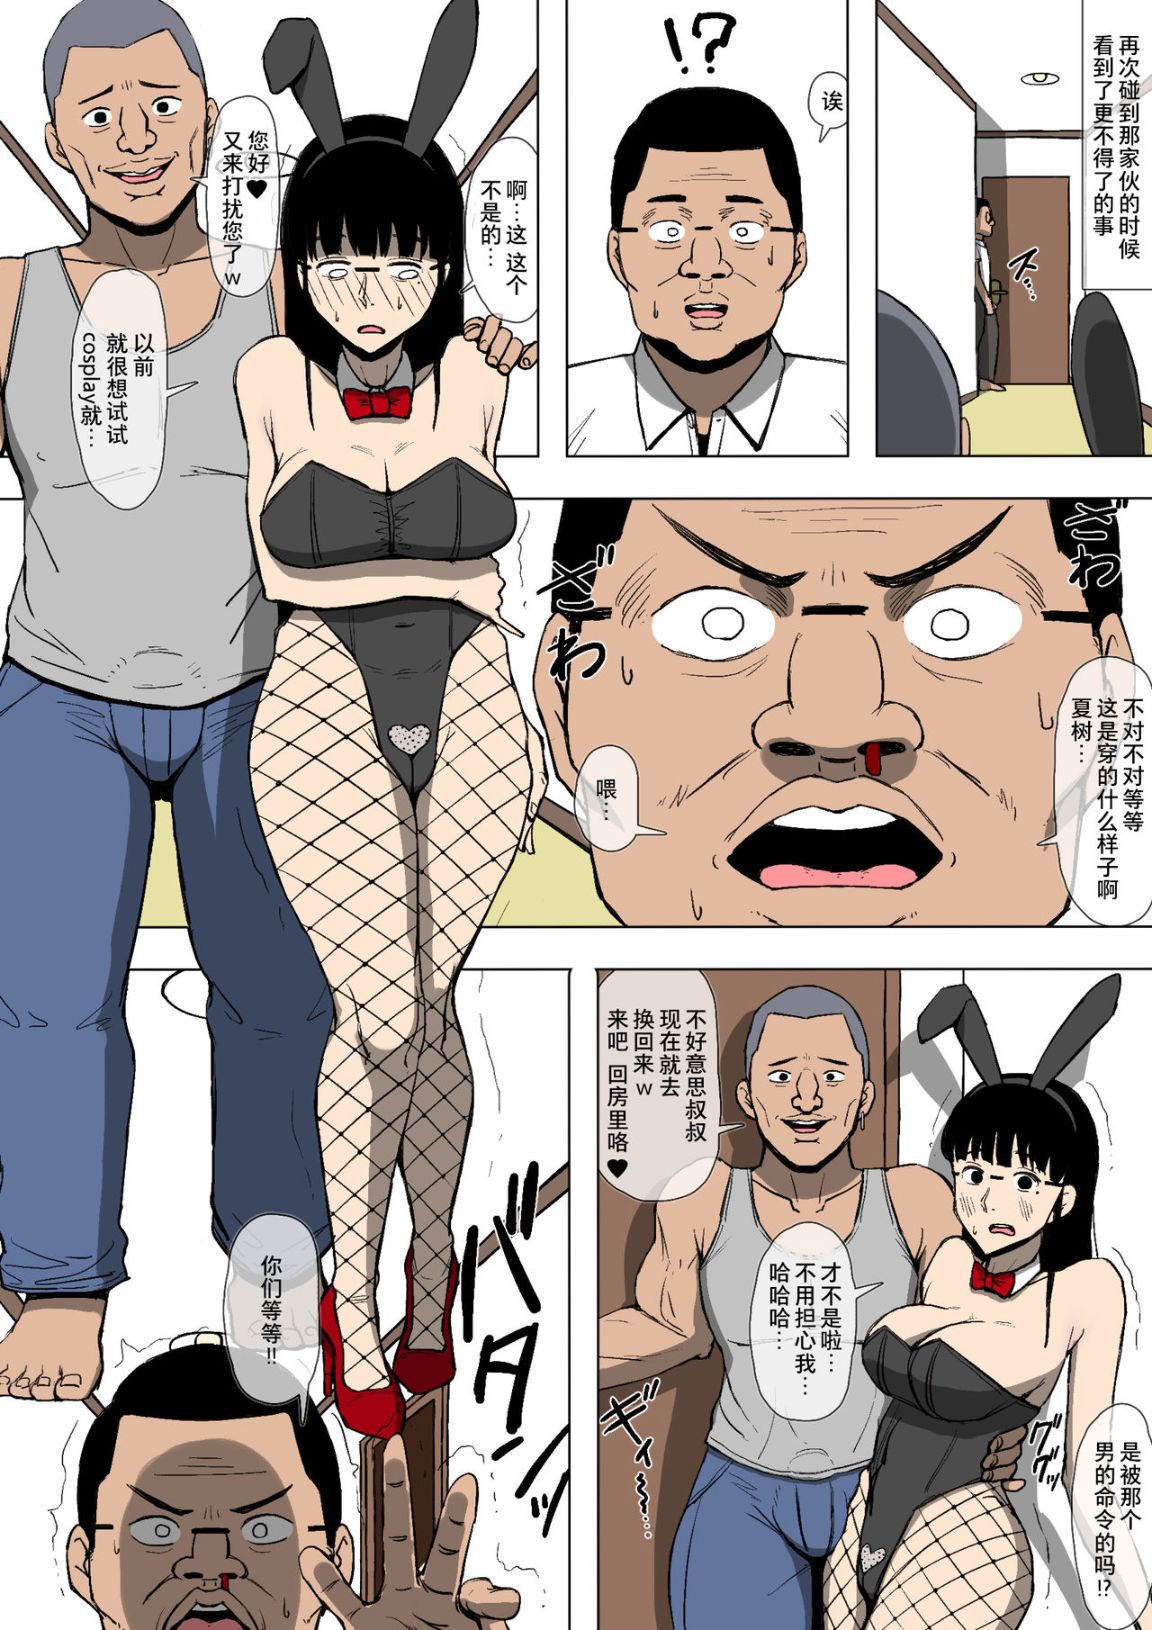 再次碰到那家伙的时候
看到了更不得了的事
ス…
诶
!?
啊…这 这个
不是的…
您好♥
又来打扰您了w
以前
就很想试试
cosplay就…
ざわ
ざわ
不对不对等等
这是穿的什么样子啊
夏树…
喂…
不好意思叔叔
现在就去
换回来w
来吧 回房里咯♥
是被那个
男的命令的吗!?
才不是啦…
不用担心我…
哈哈哈…
ググッ
ギィ〜
バタンッ
你们等等!!